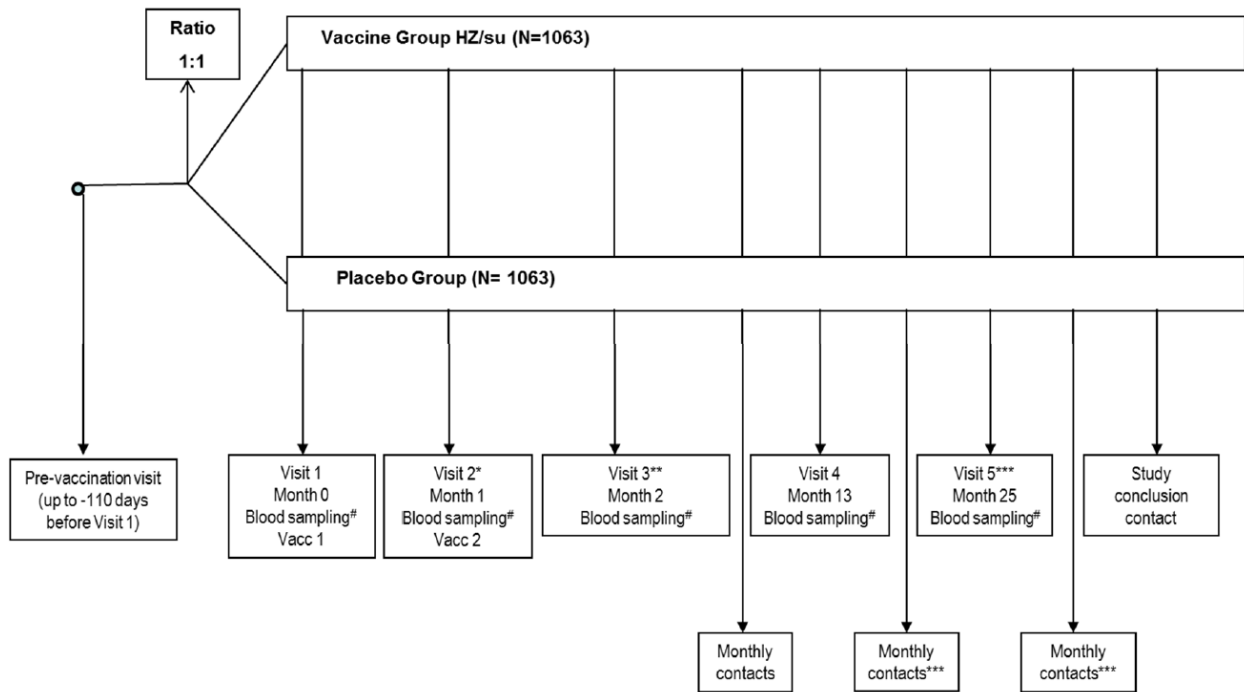 Ratio
1:1
Vaccine Group HZ/su (N=1063)
Placebo Group (N= 1063)
Pre-vaccination visit
(up to -110 days
before Visit 1)
Visit 1
Month 0
Blood sampling#
Vacc 1
Visit 2*
Month 1
Blood sampling#
Vacc 2
Visit 3**
Month 2
Blood sampling#
Visit 4
Month 13
Blood sampling#
Visit 5***
Month 25
Blood sampling#
Study
conclusion
contact
Monthly
contacts
Monthly
contacts***
Monthly
contacts***